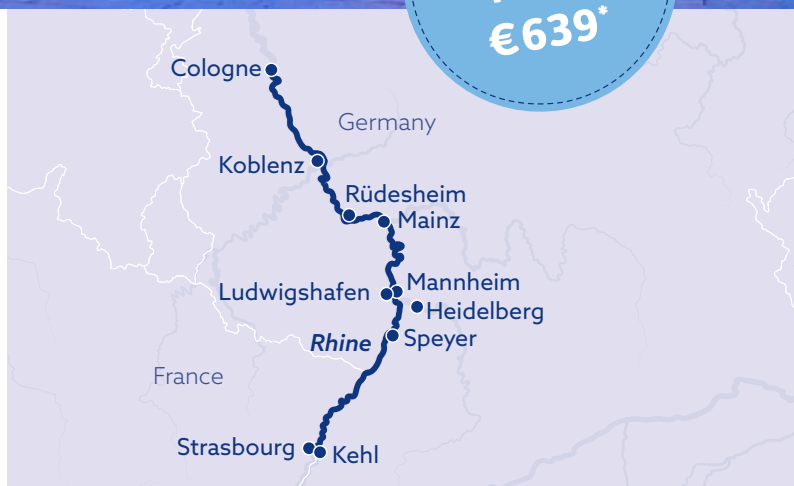 €639*
Cologne
Germany
Koblenz
Rüdesheim
Mainz
Mannheim
Ludwigshafen
Heidelberg
Rhine
Speyer
France
Strasbourg
Kehl